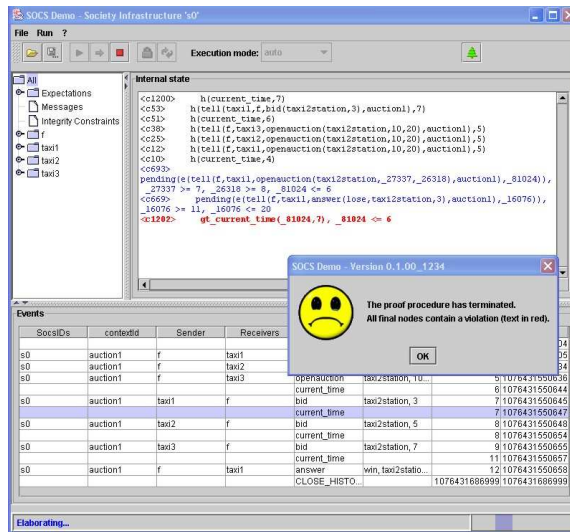 SOCS Demo - Society Infrastructure 's0'
File Run ?
Execution mode: auto
All
Expectations
Messages
Integrity Constraints
f
taxi1
taxi2
taxi3
Internal state
<c1200> h(current_time,7)
<c53> h(tell(taxi1,f,bid(taxi2station,3),auction1),7)
<c51> h(current_time,6)
<c38> h(tell(f,taxi3,openauction(taxi2station,10,20),auction1),5)
<c25> h(tell(f,taxi2,openauction(taxi2station,10,20),auction1),5)
<c12> h(tell(f,taxi1,openauction(taxi2station,10,20),auction1),5)
<c10> h(current_time,4)
<c693>
pending(e(tell(f,taxi1,openauction(taxi2station,_27337,_26318),auction1),_81024)),
_27337 >= 7, _26318 >= 8, _81024 <= 6
<c669> pending(e(tell(f,taxi1,answer(lose,taxi2station,3),auction1),_16076)),
_16076 >= 11, _16076 <= 20
<c1202> gt_current_time(_81024,7), _81024 <= 6
SOCS Demo - Version 0.1.00_1234
The proof procedure has terminated.
All final nodes contain a violation (text in red).
OK
Events
SocsIDs contextId Sender Receivers
s0 auction1 f taxi1
s0 auction1 f taxi2
s0 auction1 f taxi3 openauction taxi2station, 10... 5 1076431550636
current_time 6 1076431550644
s0 auction1 taxi1 f bid taxi2station, 3 7 1076431550645
current_time 7 1076431550647
s0 auction1 taxi2 f bid taxi2station, 5 8 1076431550648
current_time 8 1076431550654
s0 auction1 taxi3 f bid taxi2station, 7 9 1076431550655
current_time 11 1076431550657
s0 auction1 f taxi1 answer win, taxi2statio... 12 1076431550658
CLOSE_HISTO... 1076431686999 1076431686999
Elaborating...